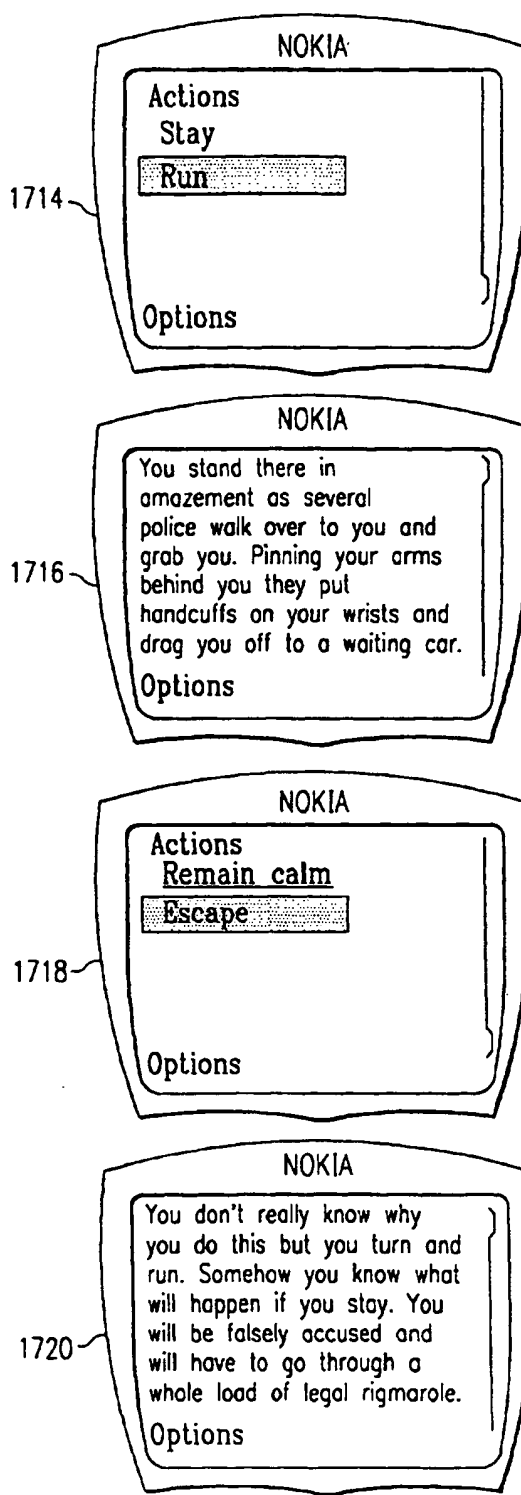 NOKIA
Actions
Stay
Run
1714
Options
NOKIA
You stand there in
amazement as several
police walk over to you and
grab you. Pinning your arms
1716
behind you they put
handcuffs on your wrists and
drag you off to a waiting car.
Options
NOKIA
Actions
Remain calm
Escape
1718
Options
NOKIA
You don't really know why
you do this but you turn and
run. Somehow you know what
will happen if you stay. You
will be falsely accused and
1720
will have to go through a
whole load of legal rigmarole.
Options